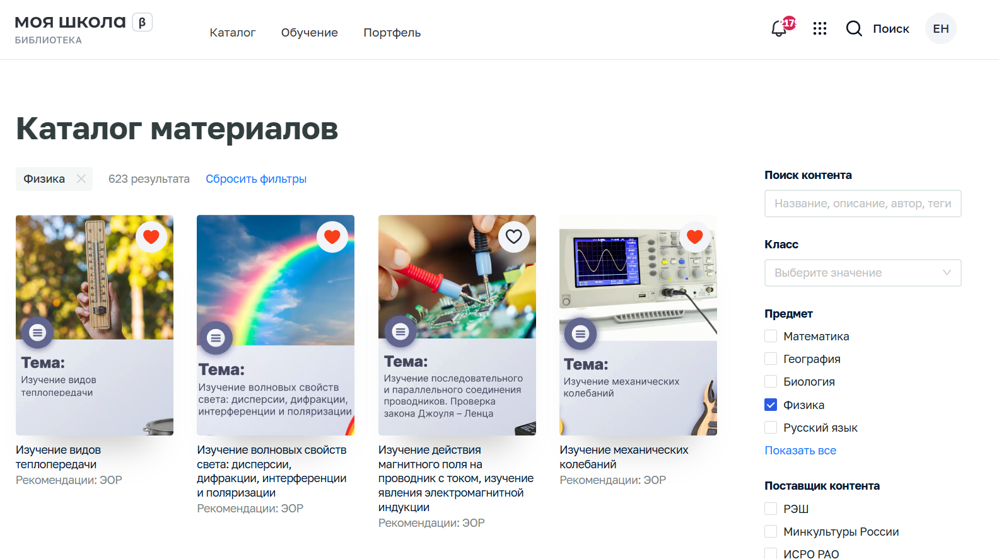 моя школа β
БИБЛИОТЕКА
Каталог
Обучение
Портфель
217
Поиск
ЕН
Каталог материалов
Физика
623 результата
Сбросить фильтры
Тема:
Изучение видов
теплопередачи
Изучение видов
теплопередачи
Рекомендации: ЭОР
Тема:
Изучение волновых свойств
света: дисперсии, дифракции,
интерференции и поляризации
Изучение волновых свойств
света: дисперсии,
дифракции, интерференции
и поляризации
Рекомендации: ЭОР
Тема:
Изучение последовательного
и параллельного соединения
проводников. Проверка
закона Джоуля – Ленца
Изучение действия
магнитного поля на
проводник с током, изучение
явления электромагнитной
индукции
Рекомендации: ЭОР
Тема:
Изучение механических
колебаний
Изучение механических
колебаний
Рекомендации: ЭОР
Поиск контента
Название, описание, автор, теги
Класс
Выберите значение
Предмет
Математика
География
Биология
Физика
Русский язык
Показать все
Поставщик контента
РЭШ
Минкультуры России
ИСРО РАО